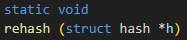 static void
rehash (struct hash *h)